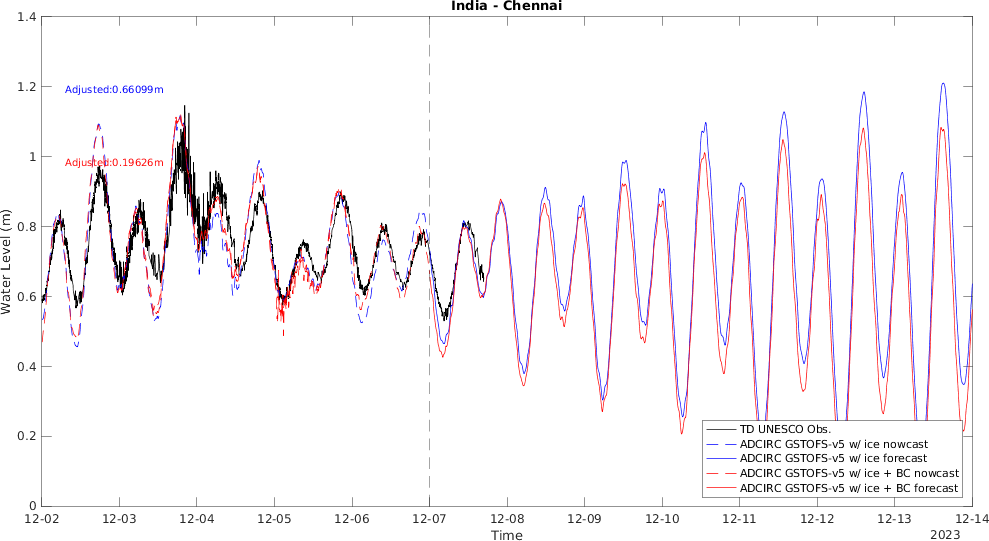 India - Chennai
1.4
1.2
1
0.8
0.6
0.4
0.2
0
Water Level (m)
Adjusted:0.66099m
Adjusted:0.19626m
TD UNESCO Obs.
ADCIRC GSTOFS-v5 w/ ice nowcast
ADCIRC GSTOFS-v5 w/ ice forecast
ADCIRC GSTOFS-v5 w/ ice + BC nowcast
ADCIRC GSTOFS-v5 w/ ice + BC forecast
12-02 12-03 12-04 12-05 12-06 12-07 12-08 12-09 12-10 12-11 12-12 12-13 12-14
Time
2023